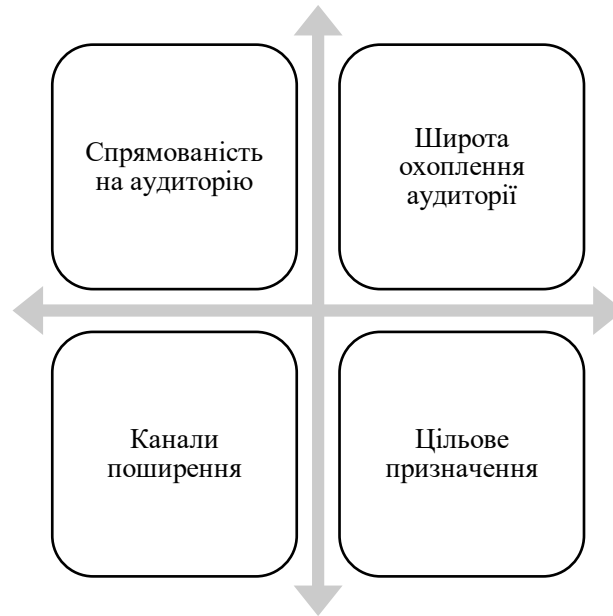 Спрямованість
на аудиторію
Широта
охоплення
аудиторії
Канали
поширення
Цільове
призначення